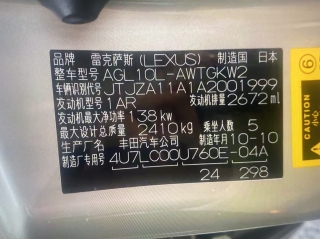 品牌 雷克萨斯(LEXUS) 制造国 日本
整车型号 AGL10L-AWTGKW2
车辆识别代号 JTJZA11A1A2001999
发动机型号 1AR 发动机排量 2672ml
发动机最大净功率 138kw
最大设计总质量 2410kg 乘坐人数 5
生产厂名 丰田汽车公司 制造年月 10-10
制造厂专用号 4U7LC000U760E-04A
24 298
⑥
CAUTION
小心